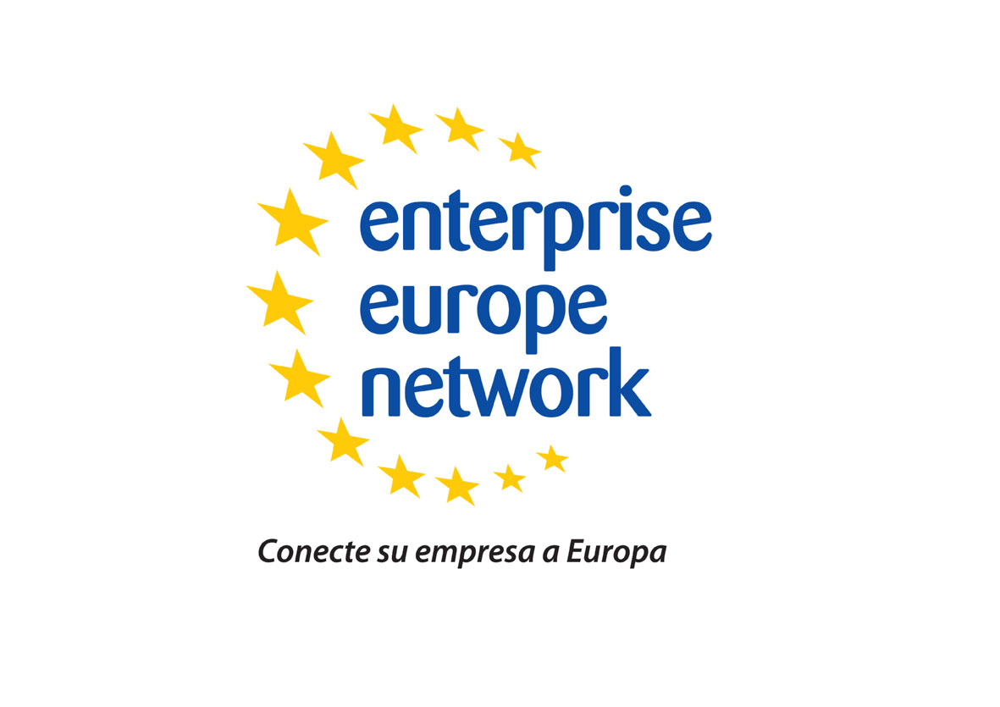 enterprise
europe
network
Conecte su empresa a Europa